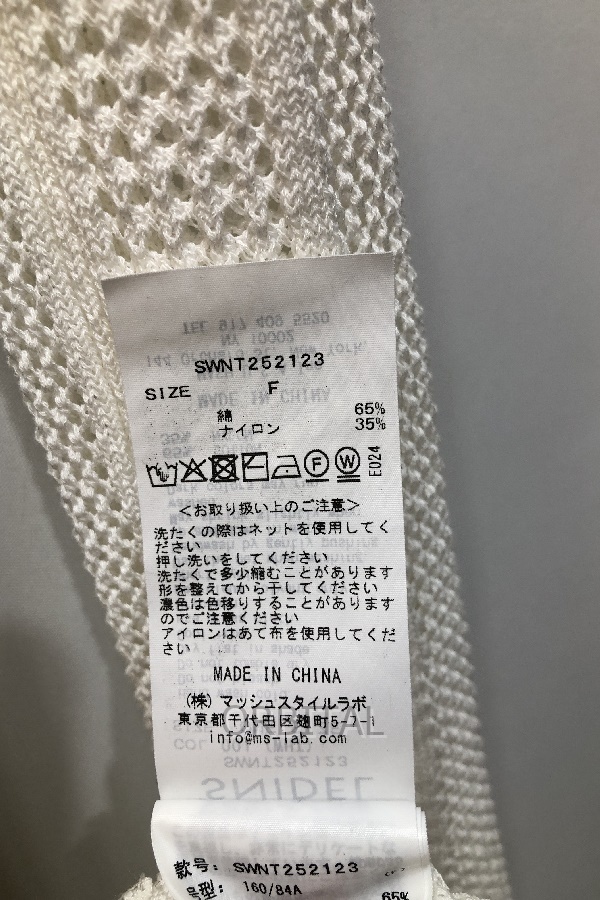 SWNT252123
SIZE F
綿 65%
ナイロン 35%
F W E024
<お取り扱い上のご注意>
洗たくの際はネットを使用してく
ださい
押し洗いをしてください
洗たくで多少縮むことがあります
形を整えてから干してください
濃色は色移りすることがあります
のでご注意ください
アイロンはあて布を使用してくだ
さい
MADE IN CHINA
(株) マッシュスタイルラボ
東京都千代田区麹町5-7-1
info@ms-lab.com
款号: SWNT252123
号型: 160/84A
65%